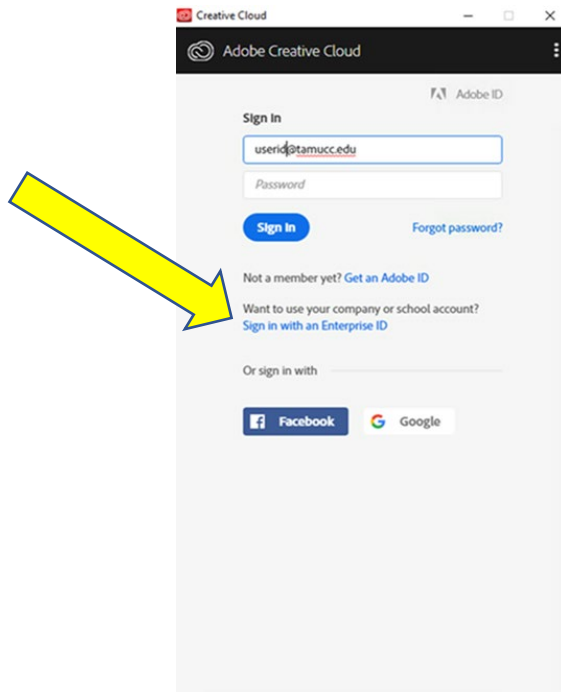 Creative Cloud
Adobe Creative Cloud
Adobe ID
Sign In
userid@tamucc.edu
Password
Sign In Forgot password?
Not a member yet? Get an Adobe ID
Want to use your company or school account?
Sign in with an Enterprise ID
Or sign in with
Facebook Google